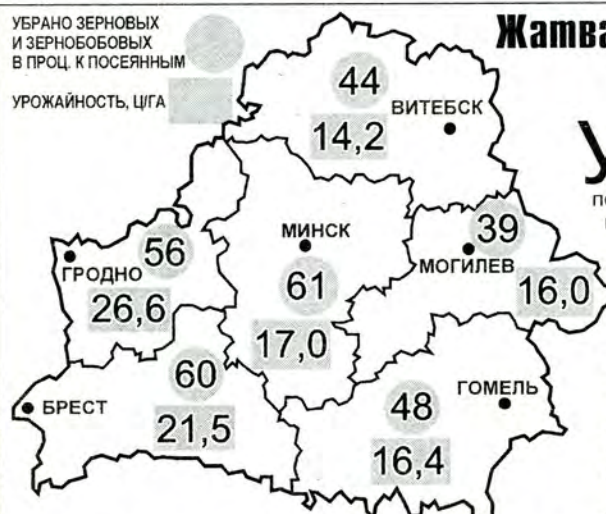 УБРАНО ЗЕРНОВЫХ
И ЗЕРНОБОБОВЫХ
В ПРОЦ. К ПОСЕЯННЫМ
УРОЖАЙНОСТЬ, Ц/ГА
Жатва
44
ВИТЕБСК
14,2
У
МИНСК
39
56
ГРОДНО
МОГИЛЕВ
61
26,6
16,0
17,0
60
ГОМЕЛЬ
БРЕСТ
48
21,5
16,4